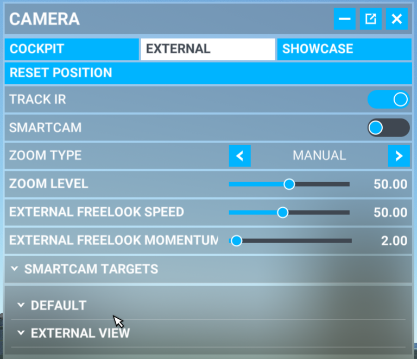 CAMERA
COCKPIT EXTERNAL SHOWCASE
RESET POSITION
TRACK IR
SMARTCAM
ZOOM TYPE MANUAL
ZOOM LEVEL 50.00
EXTERNAL FREELOOK SPEED 50.00
EXTERNAL FREELOOK MOMENTUM 2.00
SMARTCAM TARGETS
DEFAULT
EXTERNAL VIEW